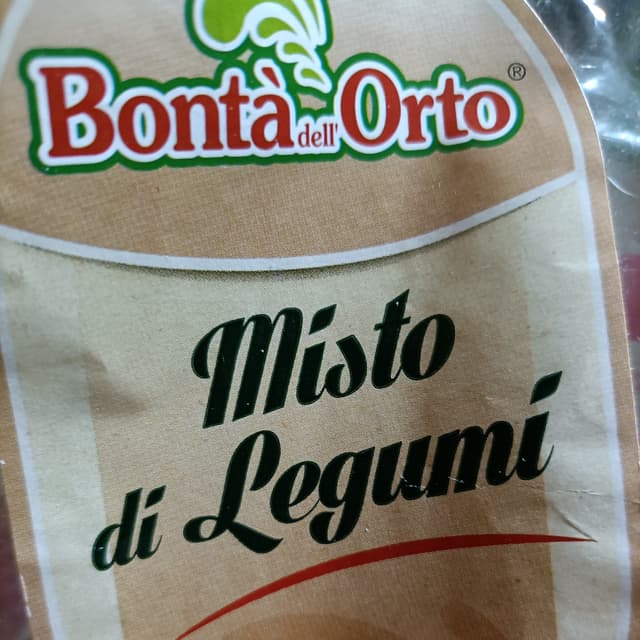 Bontà dell'Orto ®
Misto
di Legumi